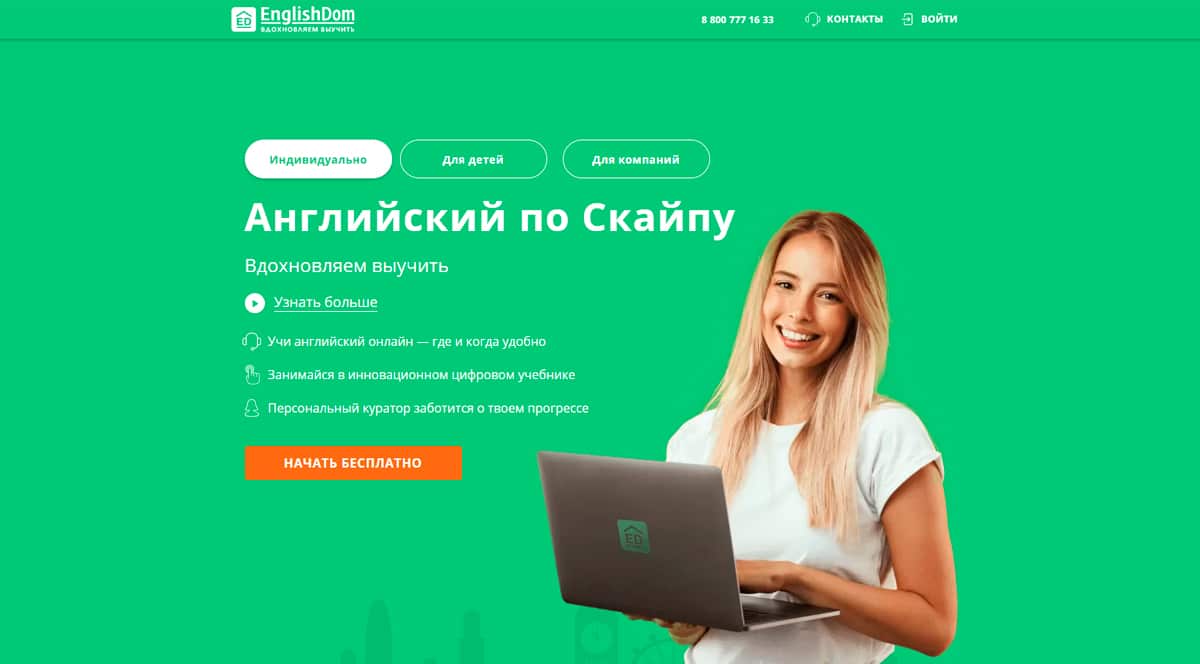 ED
EnglishDom
ВДОХНОВЛЯЕМ ВЫУЧИТЬ
8 800 777 16 33
КОНТАКТЫ
ВОЙТИ
Индивидуально
Для детей
Для компаний
Английский по Скайпу
Вдохновляем выучить
Узнать больше
Учи английский онлайн — где и когда удобно
Занимайся в инновационном цифровом учебнике
Персональный куратор заботится о твоем прогрессе
НАЧАТЬ БЕСПЛАТНО
ED